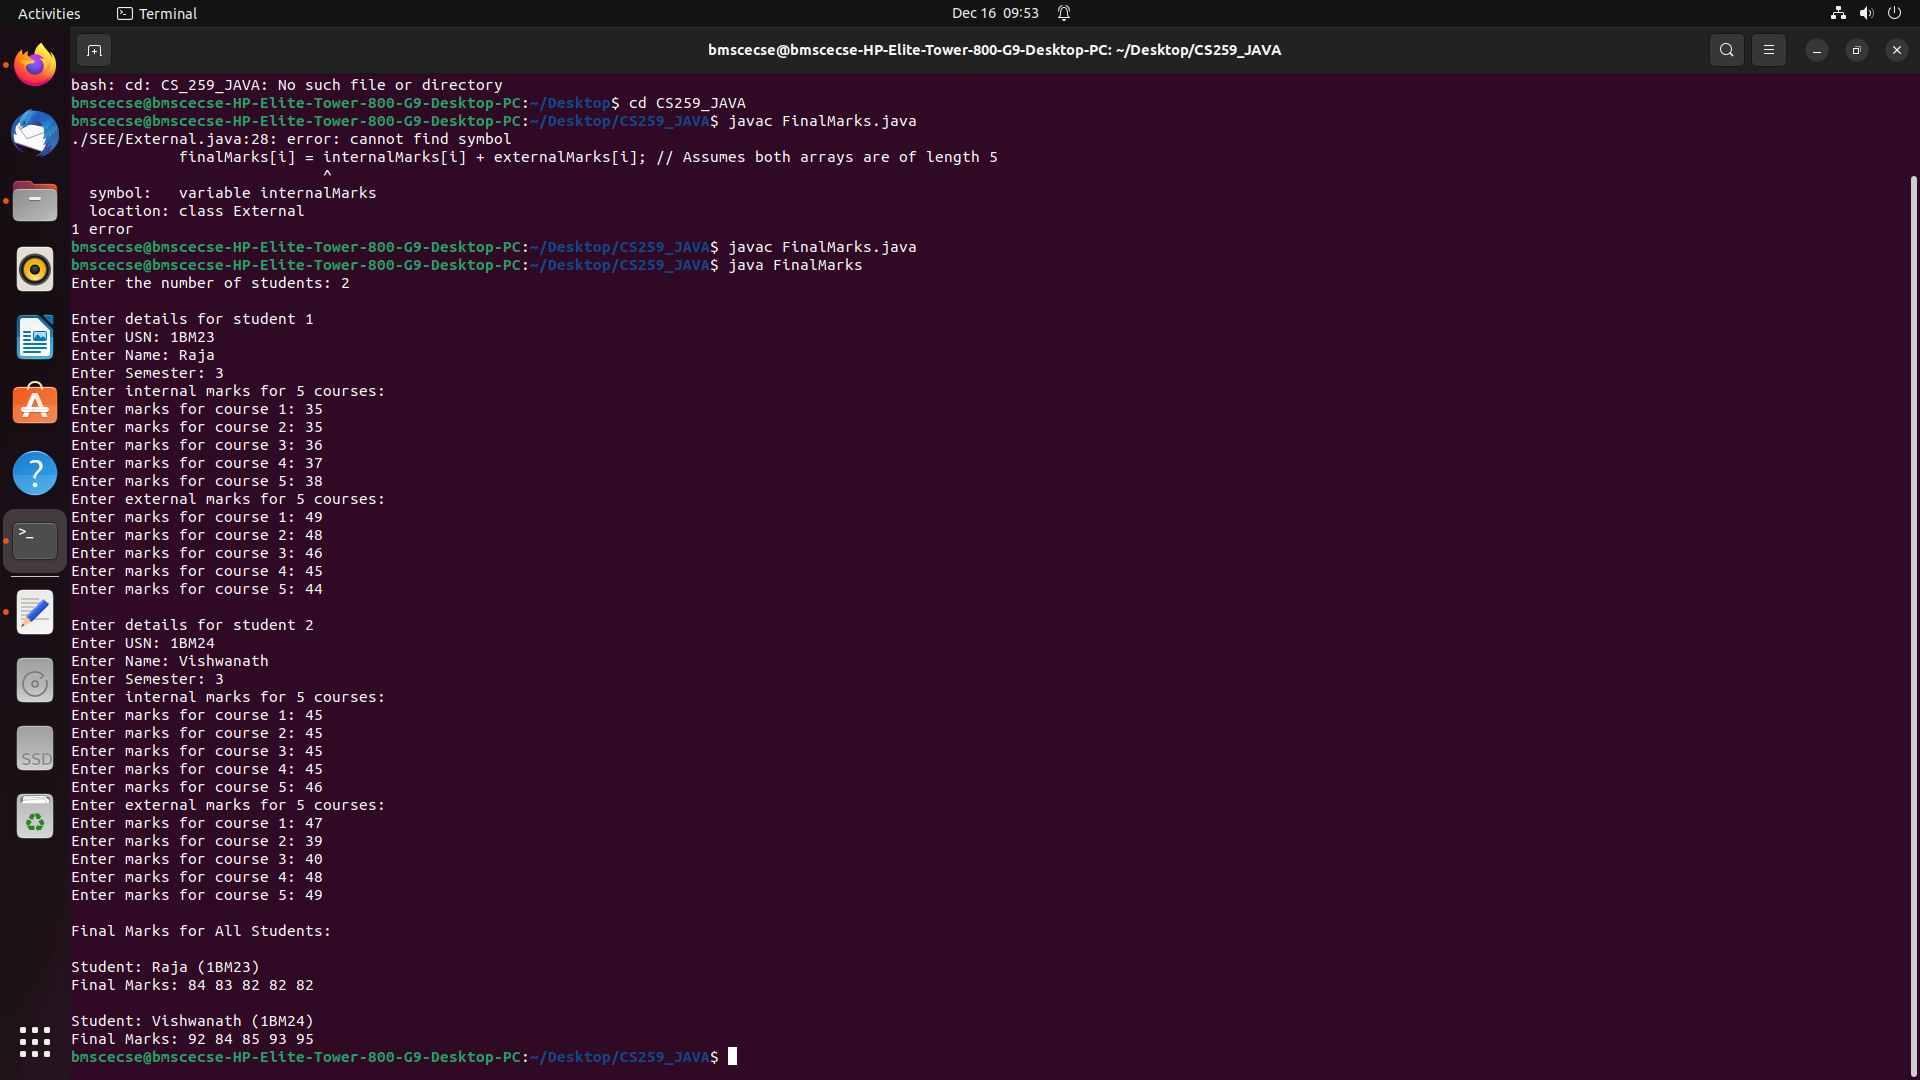 Activities
Terminal
Dec 16 09:53
bmscecse@bmscecse-HP-Elite-Tower-800-G9-Desktop-PC: ~/Desktop/CS259_JAVA
bash: cd: CS_259_JAVA: No such file or directory
bmscecse@bmscecse-HP-Elite-Tower-800-G9-Desktop-PC:~/Desktop$ cd CS259_JAVA
bmscecse@bmscecse-HP-Elite-Tower-800-G9-Desktop-PC:~/Desktop/CS259_JAVA$ javac FinalMarks.java
./SEE/External.java:28: error: cannot find symbol
            finalMarks[i] = internalMarks[i] + externalMarks[i]; // Assumes both arrays are of length 5
                            ^
  symbol:   variable internalMarks
  location: class External
1 error
bmscecse@bmscecse-HP-Elite-Tower-800-G9-Desktop-PC:~/Desktop/CS259_JAVA$ javac FinalMarks.java
bmscecse@bmscecse-HP-Elite-Tower-800-G9-Desktop-PC:~/Desktop/CS259_JAVA$ java FinalMarks
Enter the number of students: 2
Enter details for student 1
Enter USN: 1BM23
Enter Name: Raja
Enter Semester: 3
Enter internal marks for 5 courses:
Enter marks for course 1: 35
Enter marks for course 2: 35
Enter marks for course 3: 36
Enter marks for course 4: 37
Enter marks for course 5: 38
Enter external marks for 5 courses:
Enter marks for course 1: 49
Enter marks for course 2: 48
Enter marks for course 3: 46
Enter marks for course 4: 45
Enter marks for course 5: 44
Enter details for student 2
Enter USN: 1BM24
Enter Name: Vishwanath
Enter Semester: 3
Enter internal marks for 5 courses:
Enter marks for course 1: 45
Enter marks for course 2: 45
Enter marks for course 3: 45
Enter marks for course 4: 45
Enter marks for course 5: 46
Enter external marks for 5 courses:
Enter marks for course 1: 47
Enter marks for course 2: 39
Enter marks for course 3: 40
Enter marks for course 4: 48
Enter marks for course 5: 49
Final Marks for All Students:
Student: Raja (1BM23)
Final Marks: 84 83 82 82 82
Student: Vishwanath (1BM24)
Final Marks: 92 84 85 93 95
bmscecse@bmscecse-HP-Elite-Tower-800-G9-Desktop-PC:~/Desktop/CS259_JAVA$
SSD